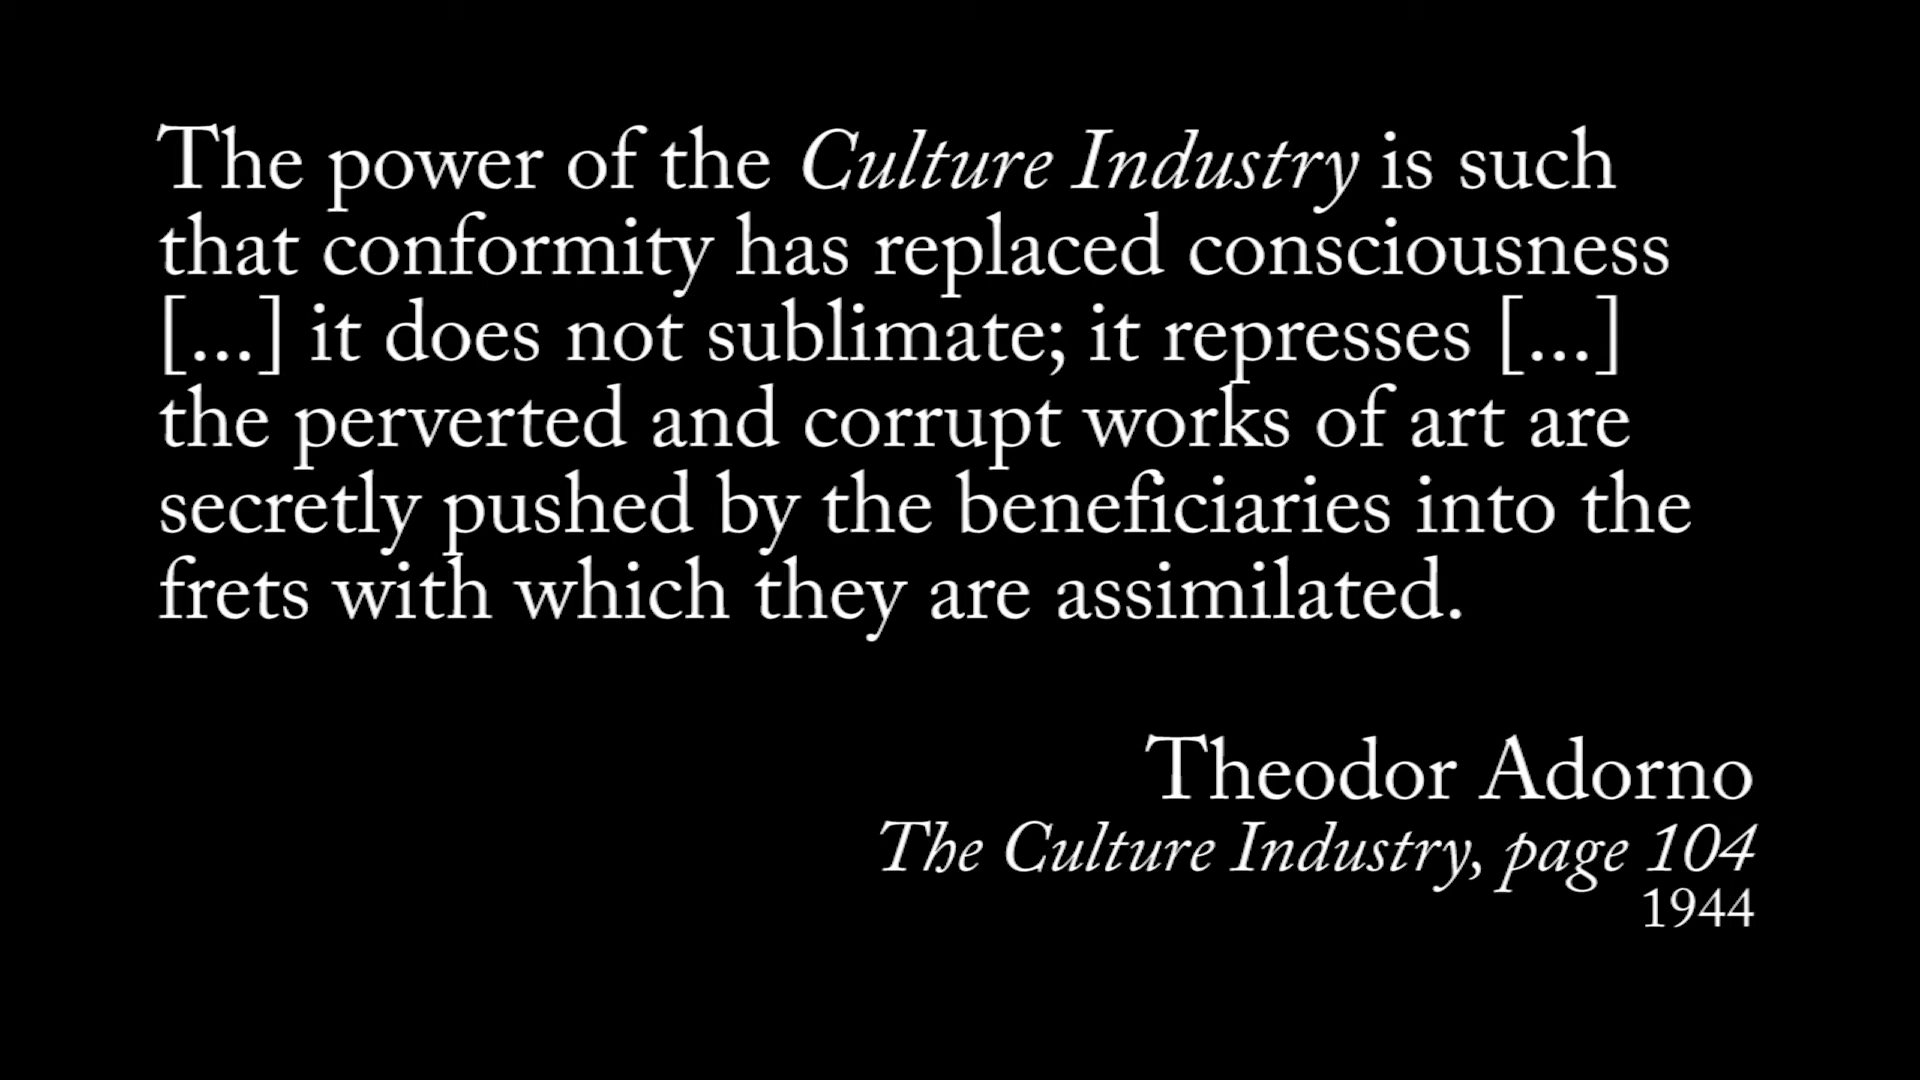 The power of the Culture Industry is such
that conformity has replaced consciousness
[...] it does not sublimate; it represses [...]
the perverted and corrupt works of art are
secretly pushed by the beneficiaries into the
frets with which they are assimilated.
Theodor Adorno
The Culture Industry, page 104
1944